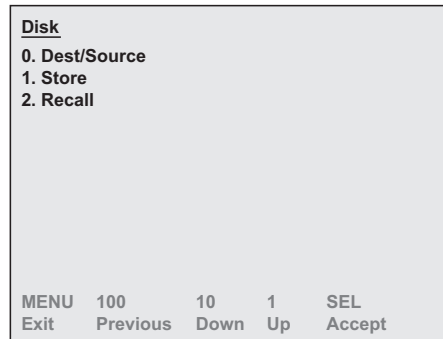 Disk
0. Dest/Source
1. Store
2. Recall
MENU 100 10 1 SEL
Exit Previous Down Up Accept